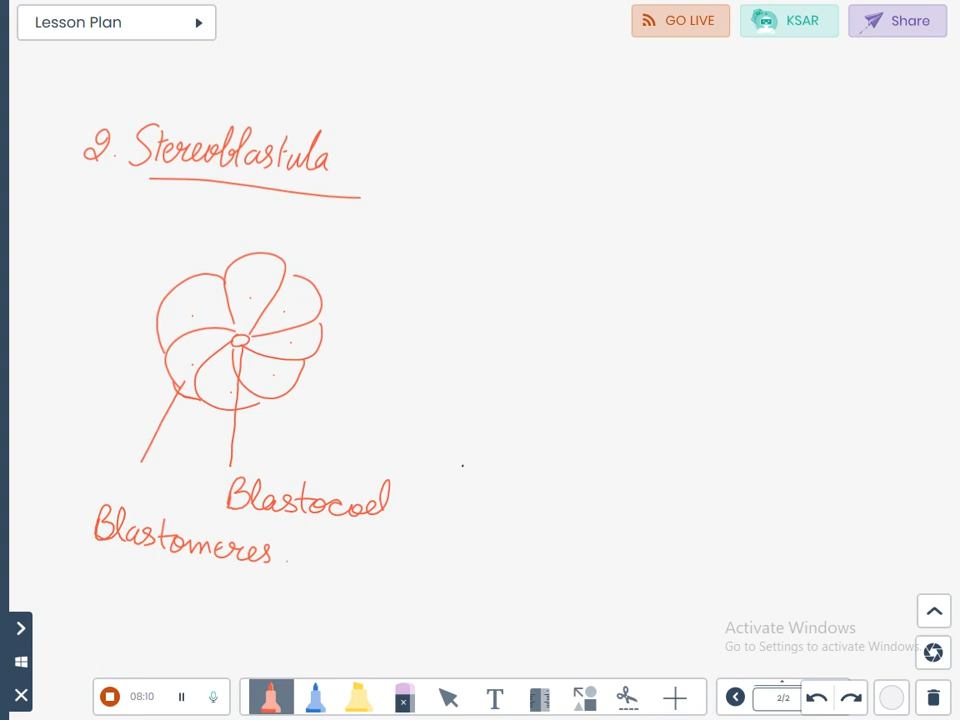 Lesson Plan
GO LIVE
KSAR
Share
2. Stereoblastula
Blastocoel
Blastomeres.
Activate Windows
Go to Settings to activate Windows.
08:10
T
2/2